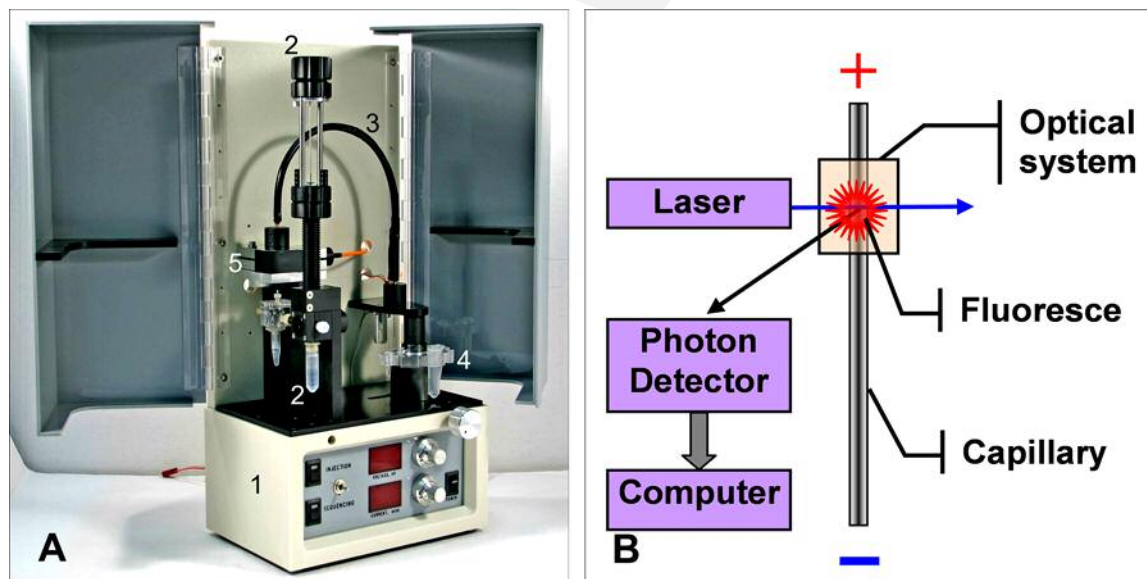 2
3
5
4
2
1
INJECTION
SEQUENCING
A
+
Optical
system
Laser
Fluoresce
Photon
Detector
Capillary
Computer
B
−